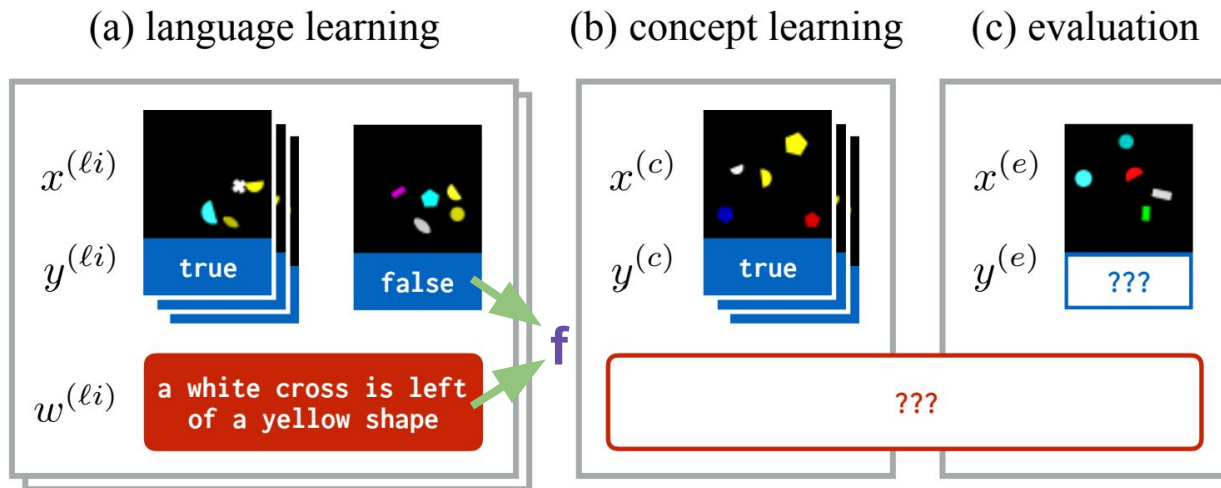 (a) language learning (b) concept learning (c) evaluation
x^(ℓi) x^(c) x^(e)
y^(ℓi) true false y^(c) true y^(e) ???
f
w^(ℓi) a white cross is left
of a yellow shape
???